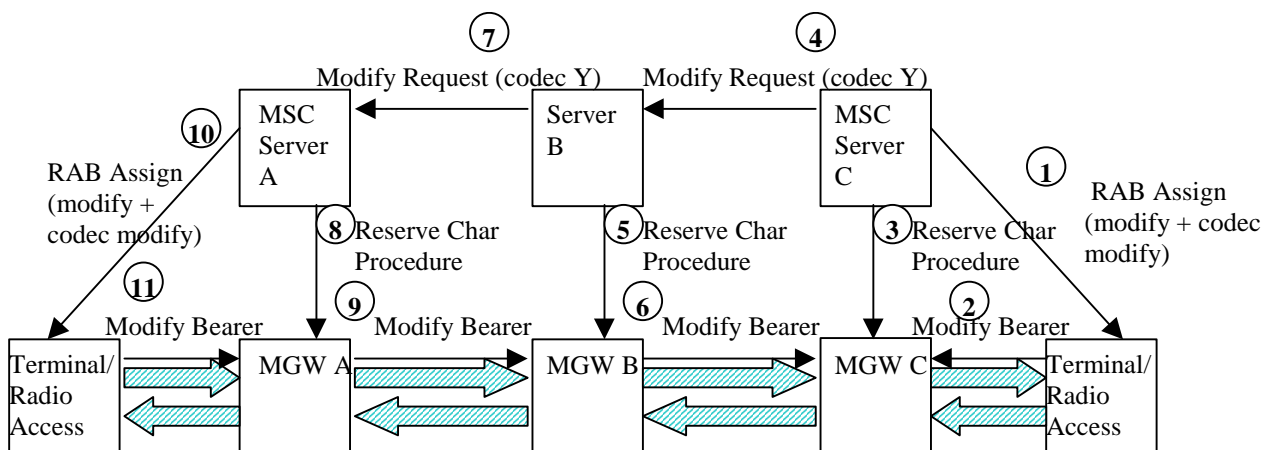 7
4
Modify Request (codec Y)
Modify Request (codec Y)
10
MSC
Server
A
Server
B
MSC
Server
C
1
RAB Assign
(modify +
codec modify)
RAB Assign
(modify + codec
modify)
8
Reserve Char
Procedure
5
Reserve Char
Procedure
3
Reserve Char
Procedure
11
9
6
2
Modify Bearer
Modify Bearer
Modify Bearer
Modify Bearer
Terminal/
Radio
Access
MGW A
MGW B
MGW C
Terminal/
Radio
Access